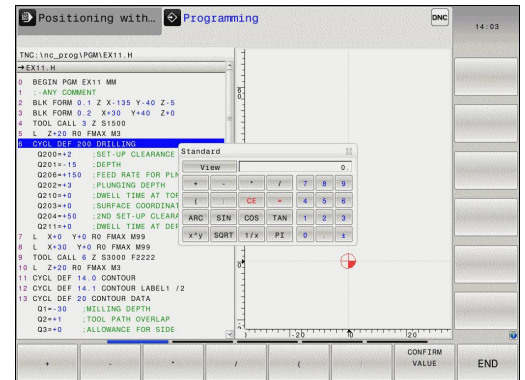 Positioning with... Programming
DNC
14:03
TNC:\nc_prog\PGM\EX11.H
→EX11.H
0 BEGIN PGM EX11 MM
1 ;-ANY COMMENT
2 BLK FORM 0.1 Z X-135 Y-40 Z-5
3 BLK FORM 0.2 X+30 Y+40 Z+0
4 TOOL CALL 3 Z S1500
5 L Z+20 R0 FMAX M3
6 CYCL DEF 200 DRILLING
Q200=+2 ;SET-UP CLEARANCE
Q201=-15 ;DEPTH
Q206=+150 ;FEED RATE FOR PLN
Q202=+3 ;PLUNGING DEPTH
Q210=+0 ;DWELL TIME AT TOP
Q203=+0 ;SURFACE COORDINAT
Q204=+50 ;2ND SET-UP CLEARA
Q211=+0 ;DWELL TIME AT DEP
7 L X+0 Y+0 R0 FMAX M99
8 L X+30 Y+0 R0 FMAX M99
9 TOOL CALL 6 Z S3000 F2222
10 L Z+20 R0 FMAX M3
11 CYCL DEF 14.0 CONTOUR
12 CYCL DEF 14.1 CONTOUR LABEL1 /2
13 CYCL DEF 20 CONTOUR DATA
Q1=-30 ;MILLING DEPTH
Q2=+1 ;TOOL PATH OVERLAP
Q3=+0 ;ALLOWANCE FOR SIDE
Standard
View 0.
+ - * / 7 8 9
( ) CE = 4 5 6
ARC SIN COS TAN 1 2 3
x^y SQRT 1/x PI 0 . ±
-20 0 20
+ - * / ( ) CONFIRM VALUE END